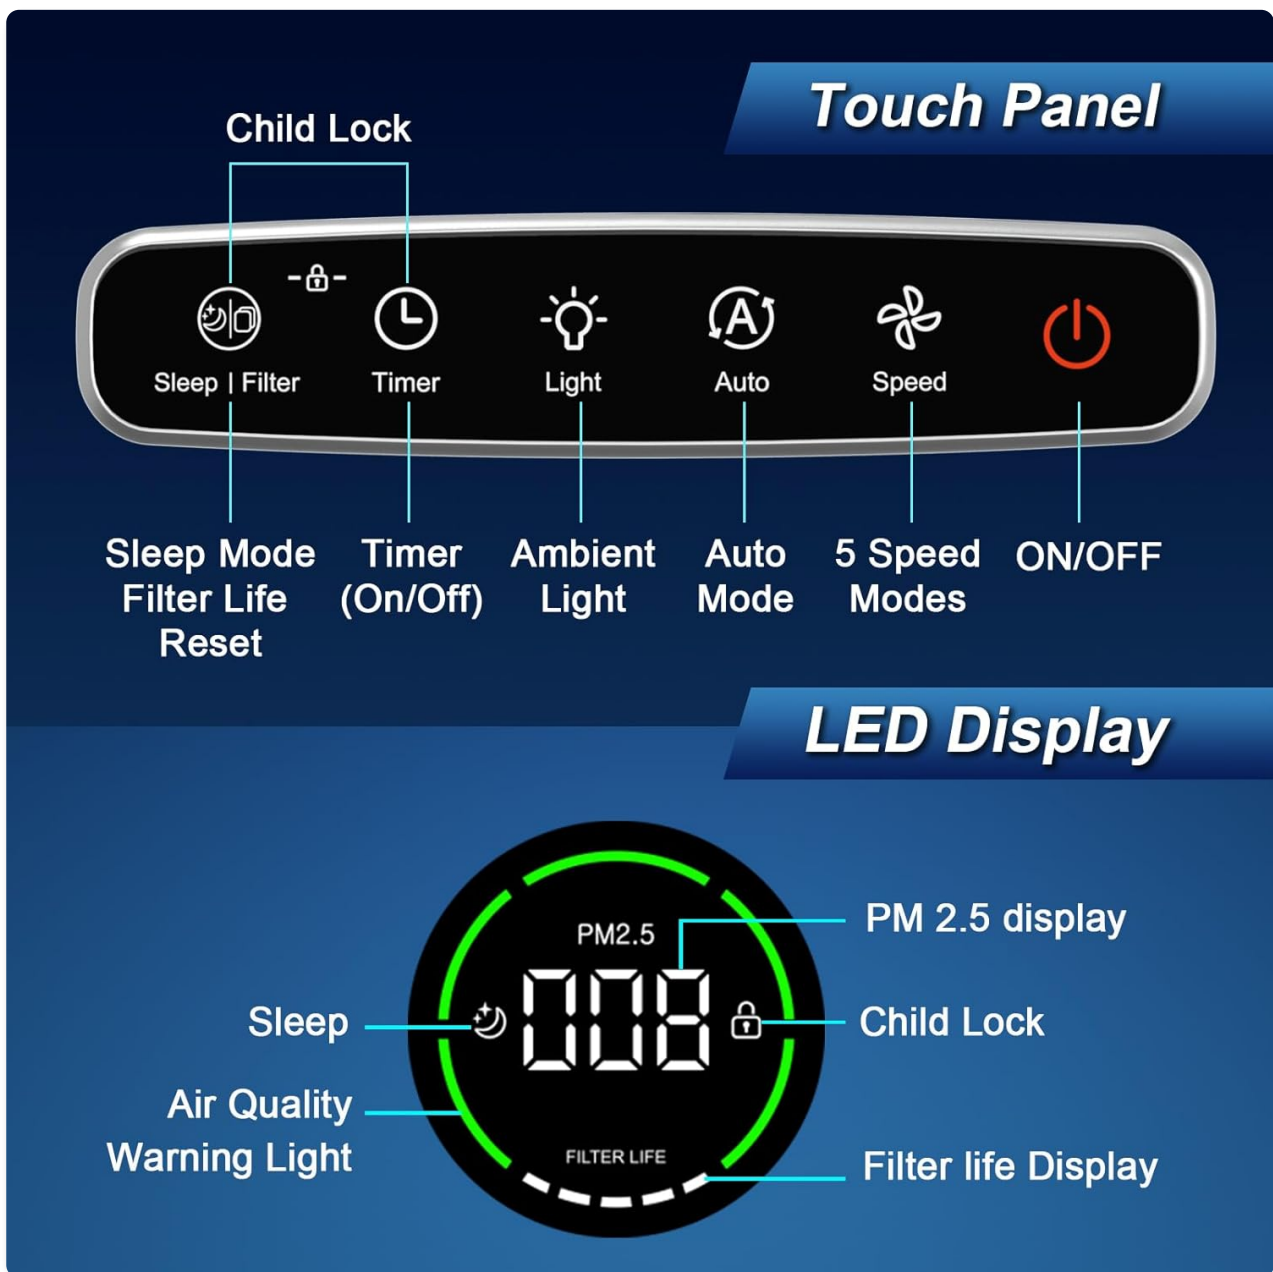 Touch Panel
Child Lock
Sleep | Filter
Timer
Light
Auto
Speed
Sleep Mode
Filter Life
Reset
Timer
(On/Off)
Ambient
Light
Auto
Mode
5 Speed
Modes
ON/OFF
LED Display
PM2.5
008
FILTER LIFE
PM 2.5 display
Sleep
Child Lock
Air Quality
Warning Light
Filter life Display